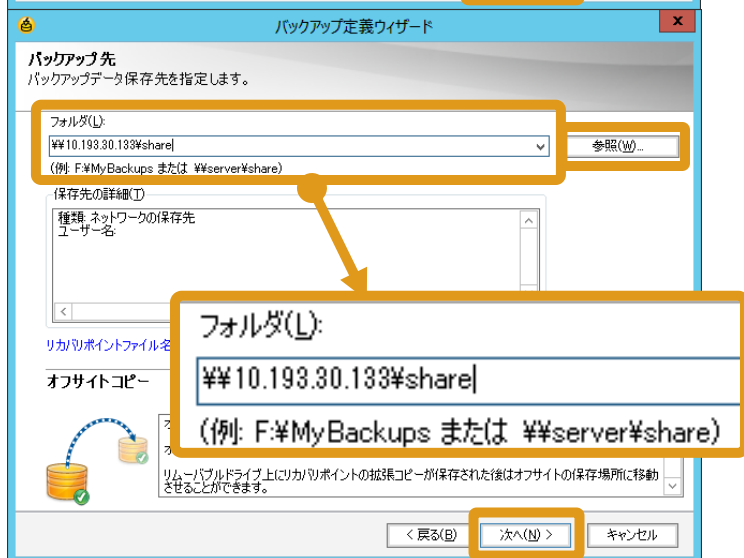 バックアップ定義ウィザード
x
バックアップ先
バックアップデータ保存先を指定します。
フォルダ(L):
¥¥10.193.30.133¥share
参照(W)...
(例: F:¥MyBackups または ¥¥server¥share)
保存先の詳細(T)
種類: ネットワークの保存先
ユーザー名:
フォルダ(L):
リカバリポイントファイル名
¥¥10.193.30.133¥share
オフサイトコピー
(例: F:¥MyBackups または ¥¥server¥share)
リムーバブルドライブ上にリカバリポイントの拡張コピーが保存された後はオフサイトの保存場所に移動
させることができます。
< 戻る(B)
次へ(N) >
キャンセル